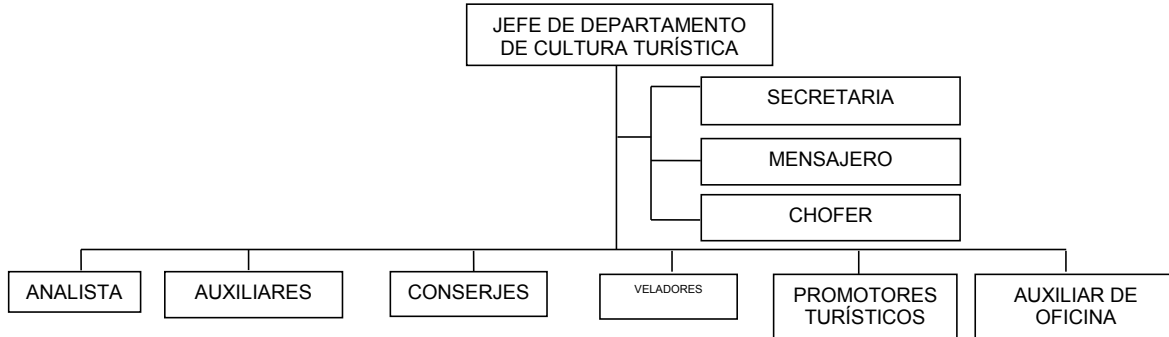 JEFE DE DEPARTAMENTO
DE CULTURA TURÍSTICA
SECRETARIA
MENSAJERO
CHOFER
ANALISTA
AUXILIARES
CONSERJES
VELADORES
PROMOTORES
TURÍSTICOS
AUXILIAR DE
OFICINA